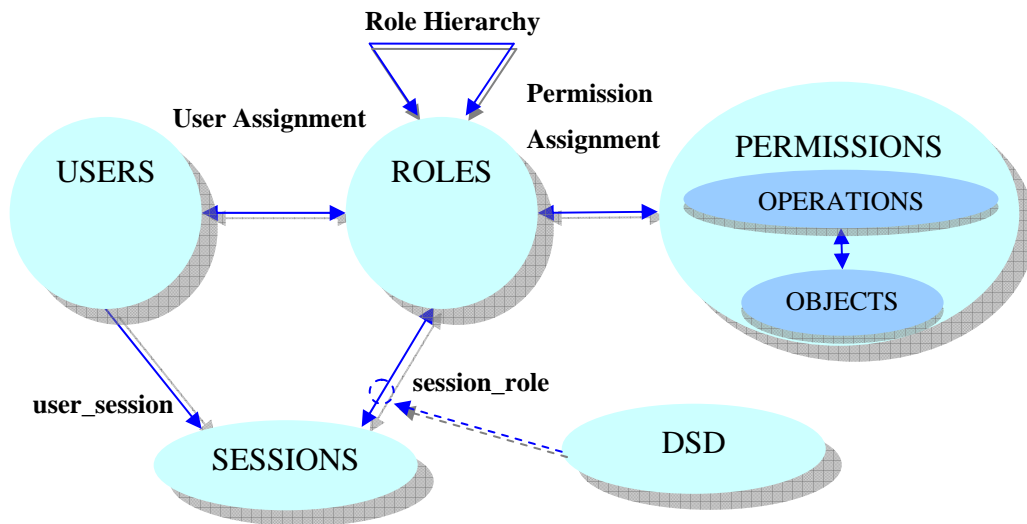 Role Hierarchy
User Assignment
Permission
Assignment
USERS
ROLES
PERMISSIONS
OPERATIONS
OBJECTS
user_session
session_role
SESSIONS
DSD